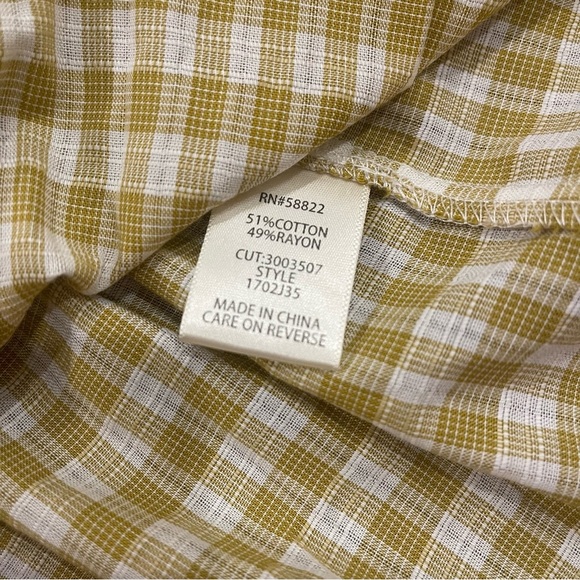 RN#58822
51%COTTON
49%RAYON
CUT:3003507
STYLE
1702J35
MADE IN CHINA
CARE ON REVERSE